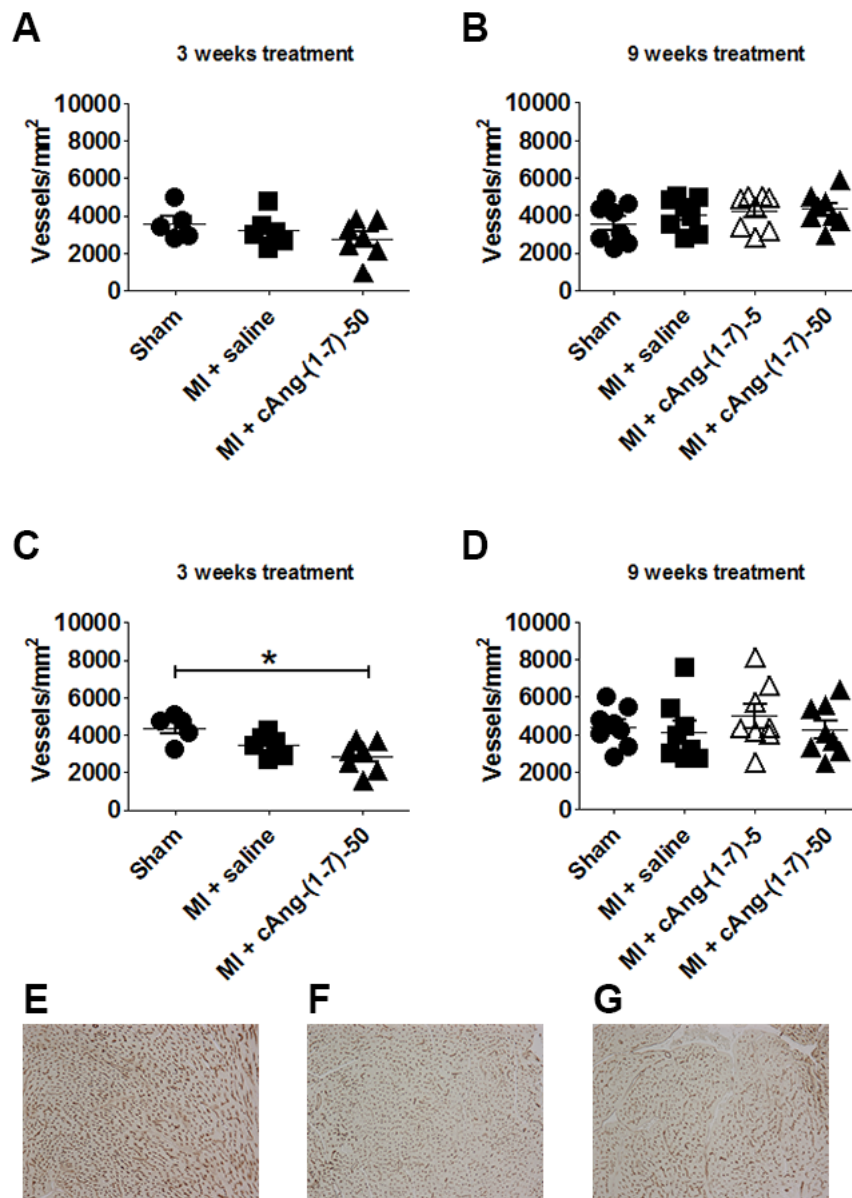 A
3 weeks treatment
Vessels/mm²
10000
8000
6000
4000
2000
0
Sham
MI + saline
MI + cAng-(1-7)-50
B
9 weeks treatment
Vessels/mm²
10000
8000
6000
4000
2000
0
Sham
MI + saline
MI + cAng-(1-7)-5
MI + cAng-(1-7)-50
C
3 weeks treatment
Vessels/mm²
10000
8000
6000
4000
2000
0
*
Sham
MI + saline
MI + cAng-(1-7)-50
D
9 weeks treatment
Vessels/mm²
10000
8000
6000
4000
2000
0
Sham
MI + saline
MI + cAng-(1-7)-5
MI + cAng-(1-7)-50
E
F
G